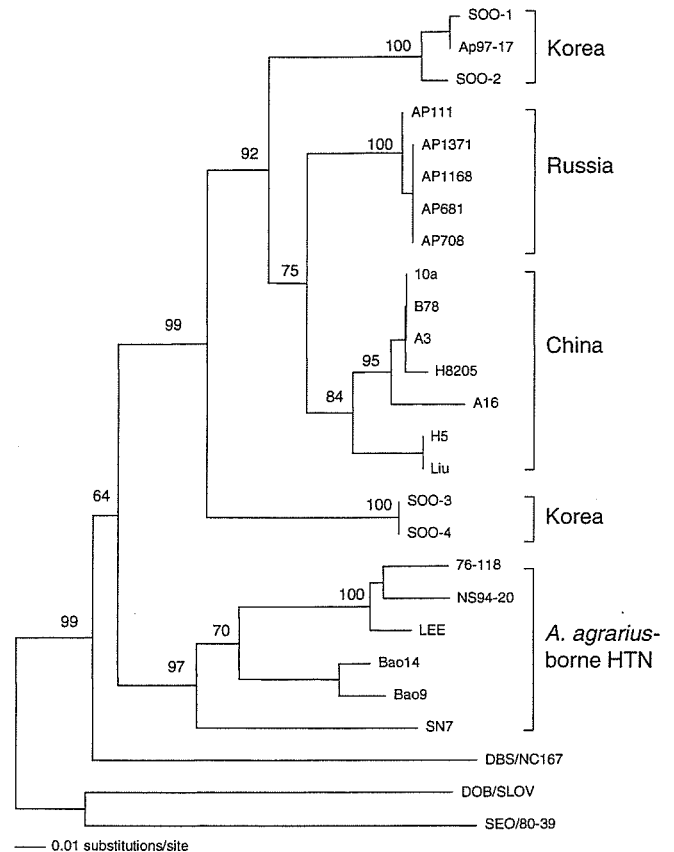 SOO-1
100
Ap97-17
Korea
SOO-2
AP111
100
AP1371
92
AP1168
Russia
AP681
AP708
75
10a
B78
99
A3
China
95
H8205
84
A16
H5
Liu
64
100
SOO-3
Korea
SOO-4
76-118
100
NS94-20
99
70
LEE
A. agrarius-
borne HTN
97
Bao14
Bao9
SN7
DBS/NC167
DOB/SLOV
SEO/80-39
0.01 substitutions/site